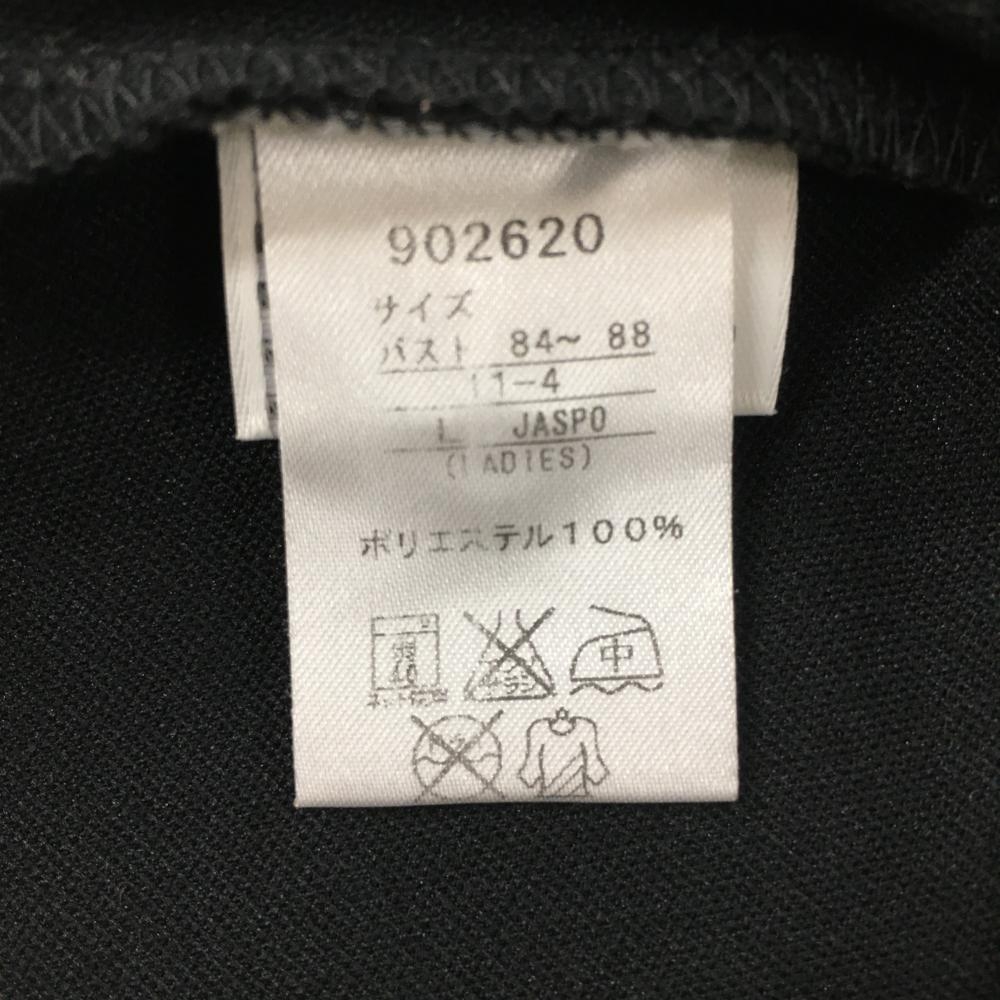 902620
サイズ
バスト 84~ 88
11-4
L JASPO
(LADIES)
ポリエステル100%
中